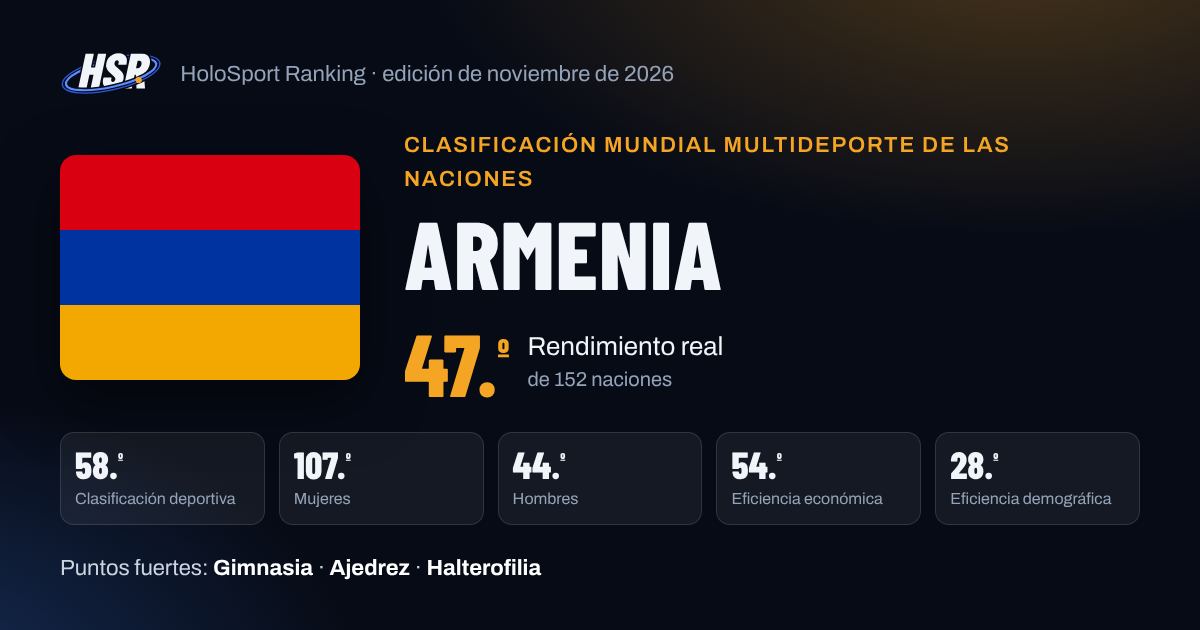 HSR
HoloSport Ranking · edición de noviembre de 2026
CLASIFICACIÓN MUNDIAL MULTIDEPORTE DE LAS
NACIONES
ARMENIA
47.º
Rendimiento real
de 152 naciones
58.º
Clasificación deportiva
107.º
Mujeres
44.º
Hombres
54.º
Eficiencia económica
28.º
Eficiencia demográfica
Puntos fuertes: Gimnasia · Ajedrez · Halterofilia